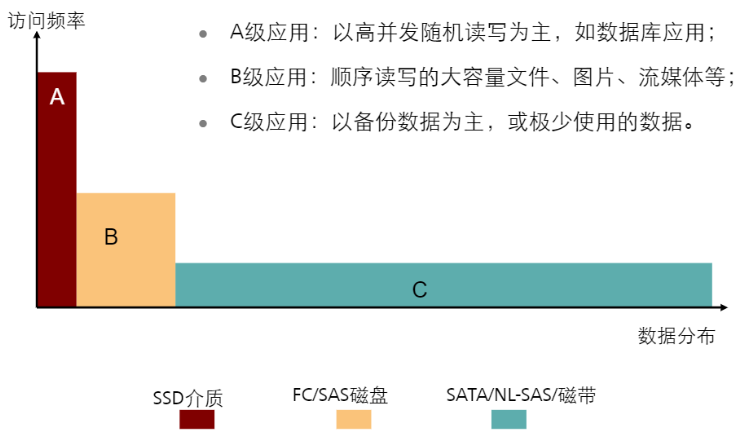 访问频率
A级应用：以高并发随机读写为主，如数据库应用；
B级应用：顺序读写的大容量文件、图片、流媒体等；
C级应用：以备份数据为主，或极少使用的数据。
A
B
C
数据分布
SSD介质
FC/SAS磁盘
SATA/NL-SAS/磁带